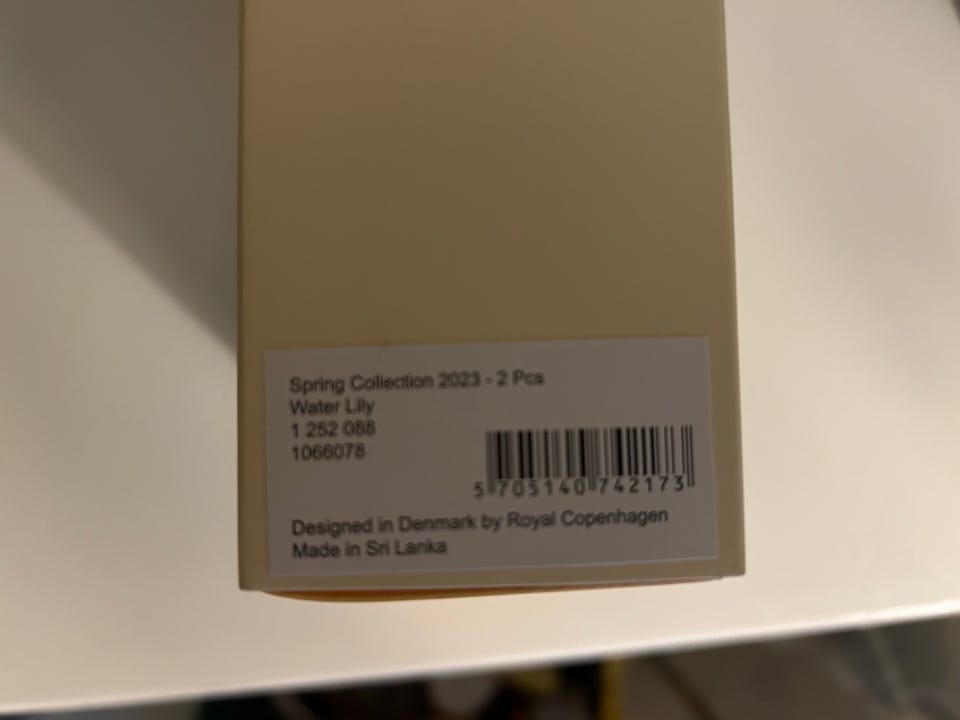 Spring Collection 2023 - 2 Pcs
Water Lily
1 252 088
1066078
5 705140 742173
Designed in Denmark by Royal Copenhagen
Made in Sri Lanka